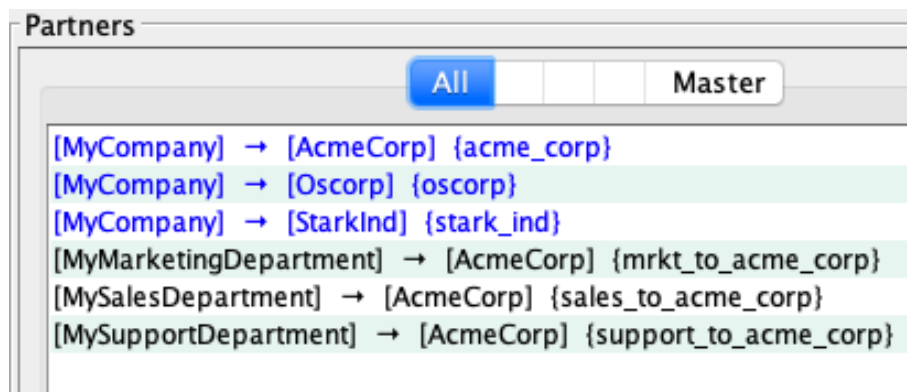 Partners
All Master
[MyCompany] → [AcmeCorp] {acme_corp}
[MyCompany] → [Oscorp] {oscorp}
[MyCompany] → [StarkInd] {stark_ind}
[MyMarketingDepartment] → [AcmeCorp] {mrkt_to_acme_corp}
[MySalesDepartment] → [AcmeCorp] {sales_to_acme_corp}
[MySupportDepartment] → [AcmeCorp] {support_to_acme_corp}